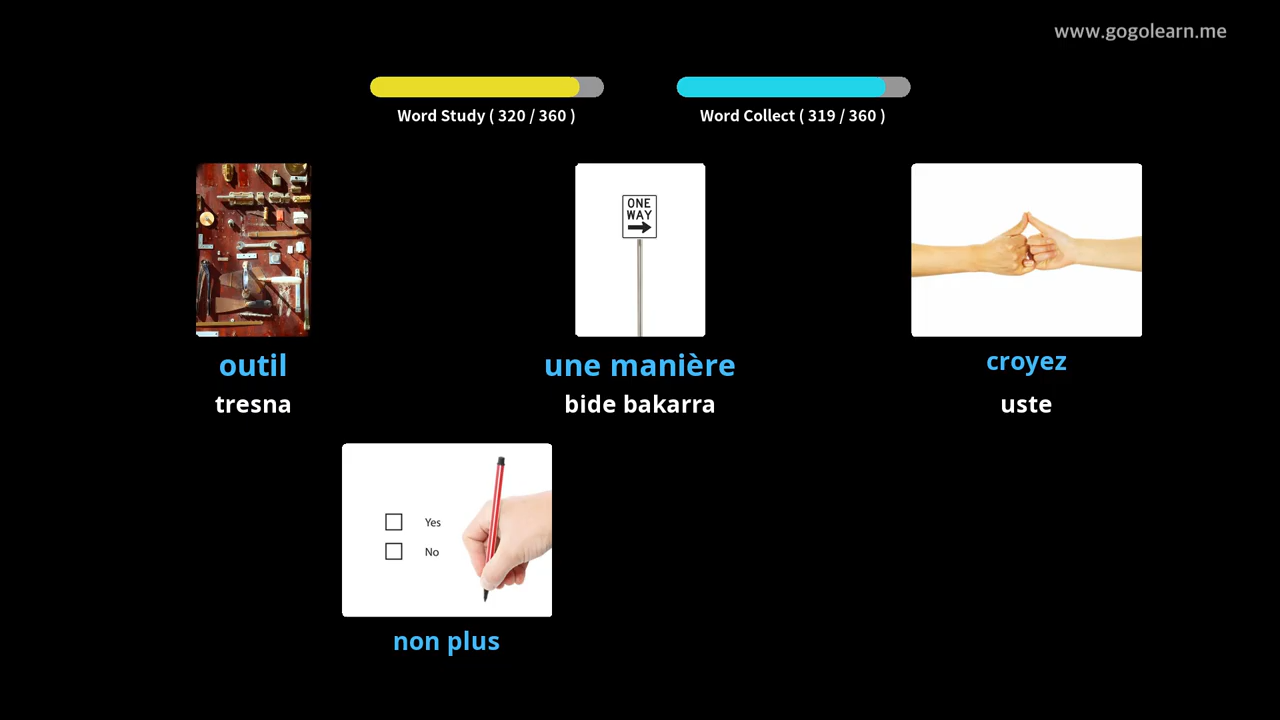 www.gogolearn.me
Word Study ( 320 / 360 )
Word Collect ( 319 / 360 )
ONE
WAY
outil
une manière
croyez
tresna
bide bakarra
uste
Yes
No
non plus